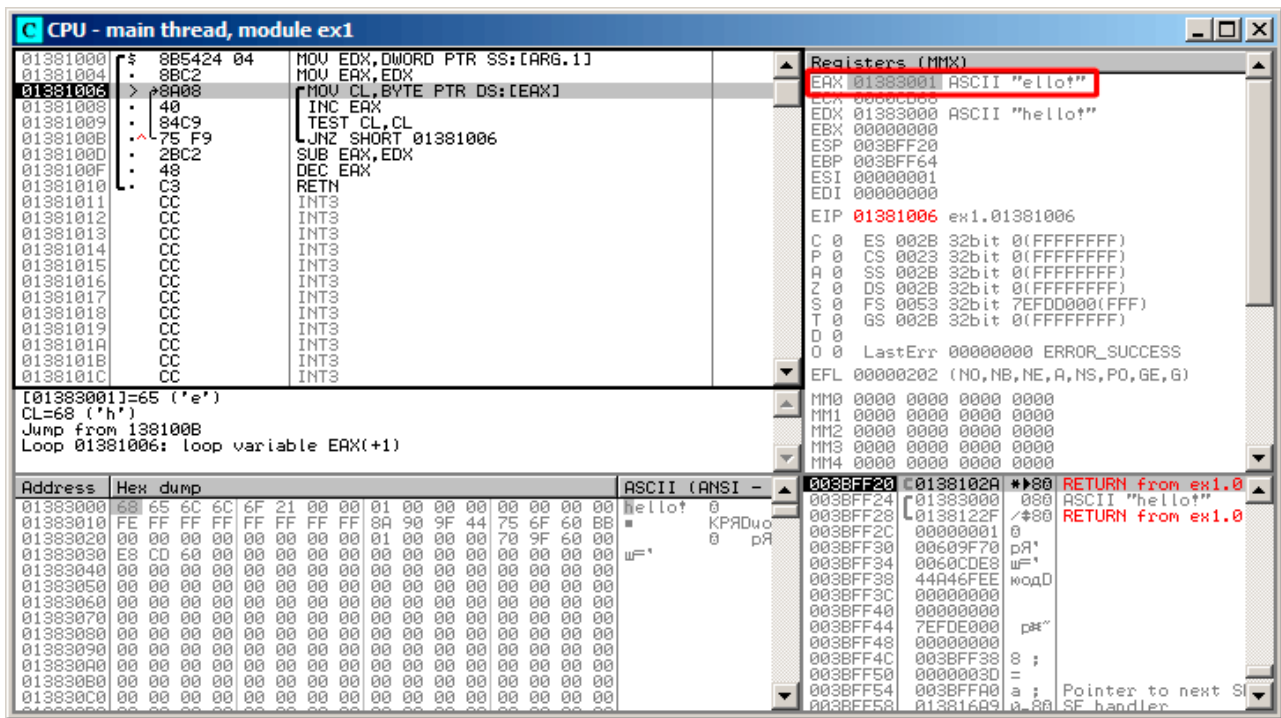 CPU - main thread, module ex1
01381000 $ 8B5424 04 MOV EDX,DWORD PTR SS:[ARG.1]
01381004 . 8BC2 MOV EAX,EDX
01381006 > 8A08 MOV CL,BYTE PTR DS:[EAX]
01381008 . 40 INC EAX
01381009 . 84C9 TEST CL,CL
0138100B .^ 75 F9 JNZ SHORT 01381006
0138100D . 2BC2 SUB EAX,EDX
0138100F . 48 DEC EAX
01381010 . C3 RETN
01381011 CC INT3
01381012 CC INT3
01381013 CC INT3
01381014 CC INT3
01381015 CC INT3
01381016 CC INT3
01381017 CC INT3
01381018 CC INT3
01381019 CC INT3
0138101A CC INT3
0138101B CC INT3
0138101C CC INT3
[01383001]=65 ('e')
CL=68 ('h')
Jump from 138100B
Loop 01381006: loop variable EAX(+1)
Registers (MMX)
EAX 01383001 ASCII "ello!"
EDX 01383000 ASCII "hello!"
EBX 00000000
ESP 003BFF20
EBP 003BFF64
ESI 00000001
EDI 00000000
EIP 01381006 ex1.01381006
C 0 ES 002B 32bit 0(FFFFFFFF)
P 0 CS 0023 32bit 0(FFFFFFFF)
A 0 SS 002B 32bit 0(FFFFFFFF)
Z 0 DS 002B 32bit 0(FFFFFFFF)
S 0 FS 0053 32bit 7EFDD000(FFF)
T 0 GS 002B 32bit 0(FFFFFFFF)
D 0
O 0 LastErr 00000000 ERROR_SUCCESS
EFL 00000202 (NO,NB,NE,A,NS,PO,GE,G)
MM0 0000 0000 0000 0000
MM1 0000 0000 0000 0000
MM2 0000 0000 0000 0000
MM3 0000 0000 0000 0000
MM4 0000 0000 0000 0000
Address Hex dump ASCII (ANSI -
01383000 68 65 6C 6C 6F 21 00 00 01 00 00 00 00 00 00 00 hello! 0
01383010 FE FF FF FF FF FF FF FF 8A 90 9F 44 75 6F 60 BB ■ КРЯDuo
01383020 00 00 00 00 00 00 00 00 01 00 00 00 70 9F 60 00 0 pЯ
01383030 E8 CD 60 00 00 00 00 00 00 00 00 00 00 00 00 00 ш='
01383040 00 00 00 00 00 00 00 00 00 00 00 00 00 00 00 00
01383050 00 00 00 00 00 00 00 00 00 00 00 00 00 00 00 00
01383060 00 00 00 00 00 00 00 00 00 00 00 00 00 00 00 00
01383070 00 00 00 00 00 00 00 00 00 00 00 00 00 00 00 00
01383080 00 00 00 00 00 00 00 00 00 00 00 00 00 00 00 00
01383090 00 00 00 00 00 00 00 00 00 00 00 00 00 00 00 00
013830A0 00 00 00 00 00 00 00 00 00 00 00 00 00 00 00 00
013830B0 00 00 00 00 00 00 00 00 00 00 00 00 00 00 00 00
013830C0 00 00 00 00 00 00 00 00 00 00 00 00 00 00 00 00
003BFF20 0138102A RETURN from ex1.0
003BFF24 01383000 ASCII "hello!"
003BFF28 0138122F RETURN from ex1.0
003BFF2C 00000001
003BFF30 00609F70 pЯ'
003BFF34 0060CDE8 ш='
003BFF38 44A46FEE юодD
003BFF3C 00000000
003BFF40 00000000
003BFF44 7EFDE000
003BFF48 00000000
003BFF4C 003BFF38 8 ;
003BFF50 0000003D =
003BFF54 003BFFA0 a ; Pointer to next S
003BFF58 013816A9 SE handler